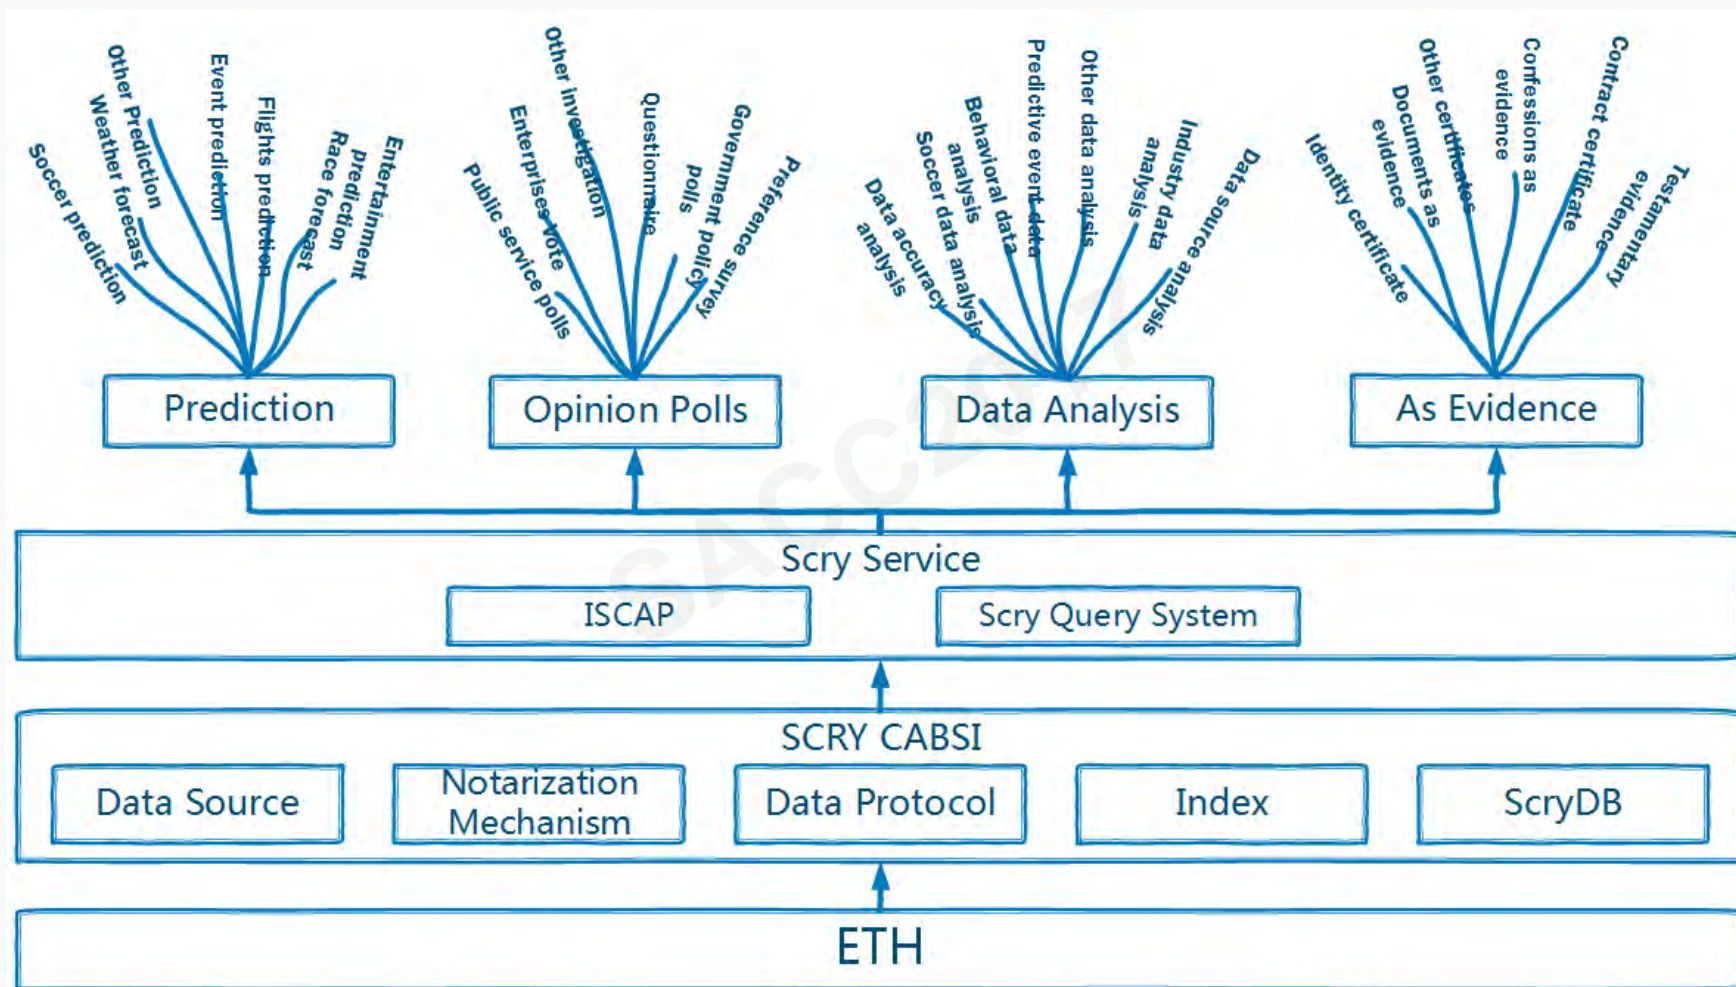 Soccer prediction
Weather forecast
Other Prediction
Event prediction
Flights prediction
Race forecast
Entertainment
prediction
Public service polls
Enterprises Vote
Other investigation
Questionnaire
Government policy
polls
Preference survey
Data accuracy
analysis
Soccer data analysis
Behavioral data
analysis
Predictive event data
Other data analysis
Industry data
analysis
Data source analysis
Identity certificate
Documents as
evidence
Other certificates
Confessions as
evidence
Contract certificate
Testamentary
evidence
Prediction
Opinion Polls
Data Analysis
As Evidence
Scry Service
ISCAP
Scry Query System
SCRY CABSI
Data Source
Notarization
Mechanism
Data Protocol
Index
ScryDB
ETH
SACC2017